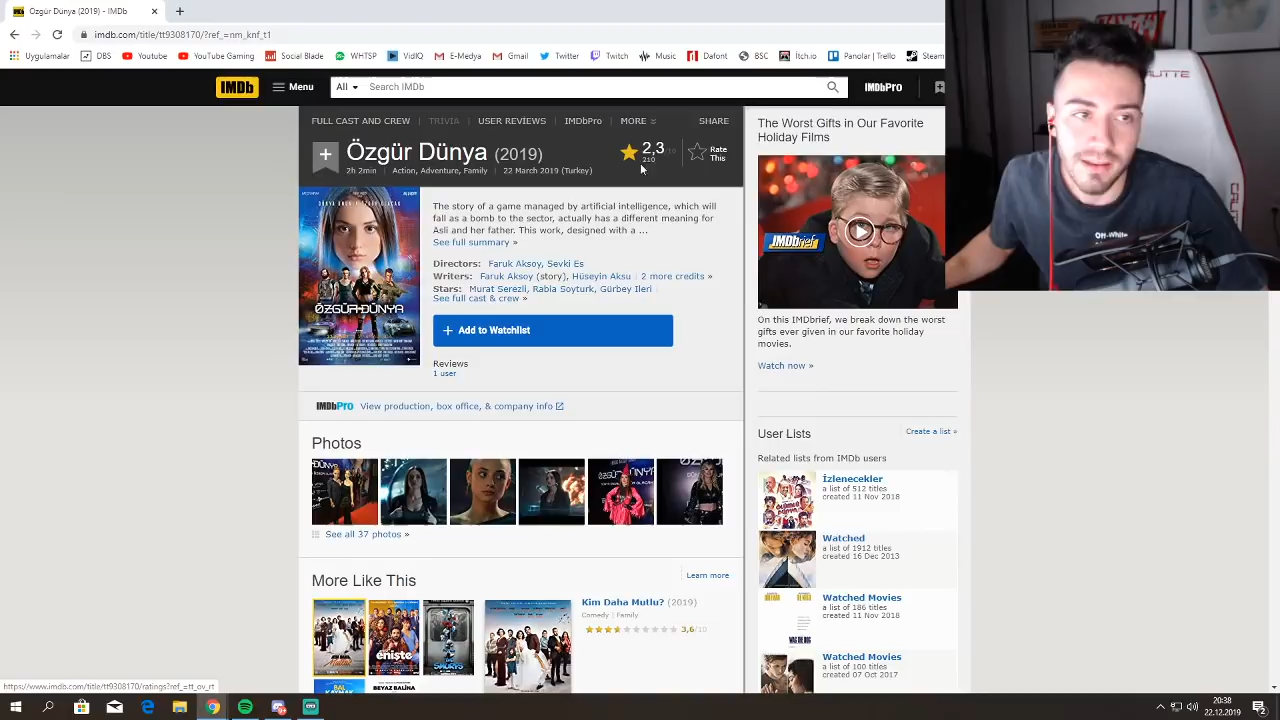 Özgür Dünya (2019) - IMDb
imdb.com/title/tt9308170/?ref_=nm_knf_t1
Uygulamalar
DBS
Youtube
YouTube Gaming
Social Blade
WHTSP
VidIQ
E-Medya
Gmail
Twitter
Twitch
Music
Dafont
BSC
Itch.io
Panolar | Trello
Steam
IMDb
Menu
All
Search IMDb
IMDbPro
FULL CAST AND CREW
TRIVIA
USER REVIEWS
IMDbPro
MORE
SHARE
Özgür Dünya (2019)
2,3/10
210
Rate This
2h 2min | Action, Adventure, Family | 22 March 2019 (Turkey)
The story of a game managed by artificial intelligence, which
will fall as a bomb to the sector, actually has a different meaning for
Asli and her father. This work, designed with a ...
See full summary »
Directors: Faruk Aksoy, Sevki Es
Writers: Faruk Aksoy (story), Hüseyin Aksu | 2 more credits »
Stars: Murat Serezli, Rabia Soyturk, Gürbey Ileri |
See full cast & crew »
ÖZGÜR DÜNYA
+ Add to Watchlist
Reviews
1 user
IMDbPro View production, box office, & company info
Photos
See all 37 photos »
More Like This
Learn more
Kim Daha Mutlu? (2019)
Comedy | Family
3,6/10
enişte
BAL KAYMAK
BEYAZ BALİNA
The Worst Gifts in Our Favorite
Holiday Films
IMDbrief
On this IMDbrief, we break down the worst
gifts ever given in our favorite holiday
movies.
Watch now »
User Lists
Create a list »
Related lists from IMDb users
İzlenecekler
a list of 512 titles
created 11 Nov 2018
Watched
a list of 1912 titles
created 16 Dec 2013
Watched Movies
a list of 186 titles
created 11 Nov 2018
Watched Movies
a list of 100 titles
created 07 Oct 2017
Off-White
https://www.imdb.com/title/tt9308170/ratings?ref_=tt_ov_rt
20:38
22.12.2019
2